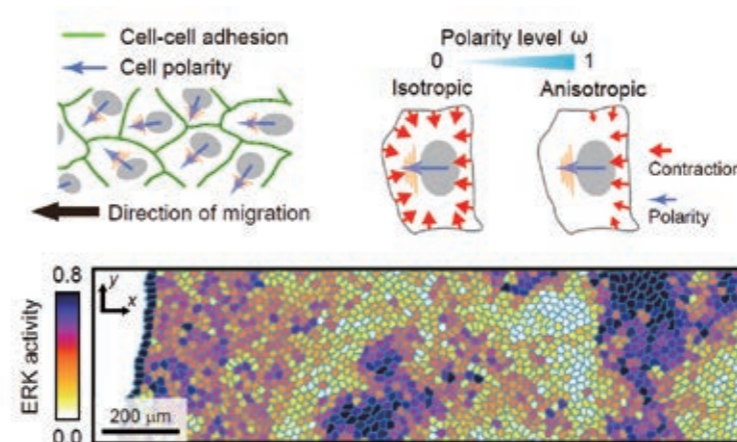 Cell-cell adhesion
Cell polarity
Direction of migration
Polarity level ω
0 1
Isotropic Anisotropic
Contraction
Polarity
0.8
ERK activity
0.0
y
x
200 μm